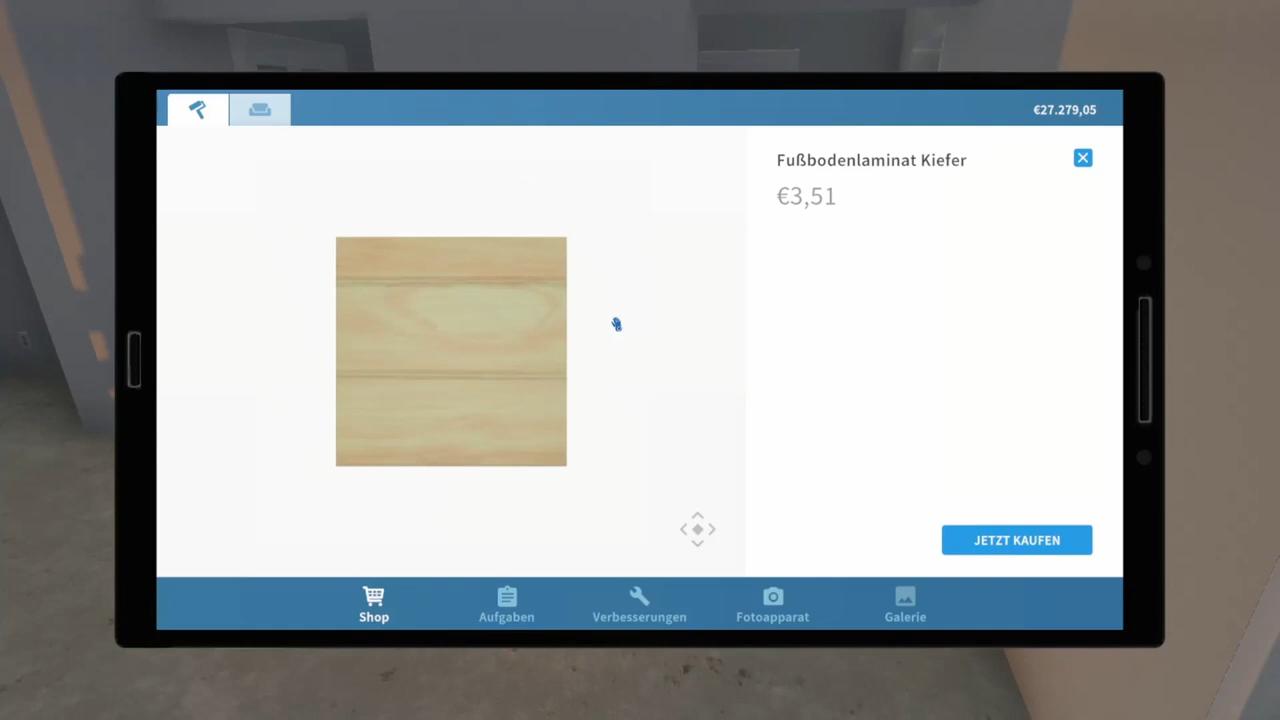 €27.279,05
Fußbodenlaminat Kiefer
€3,51
JETZT KAUFEN
Shop
Aufgaben
Verbesserungen
Fotoapparat
Galerie